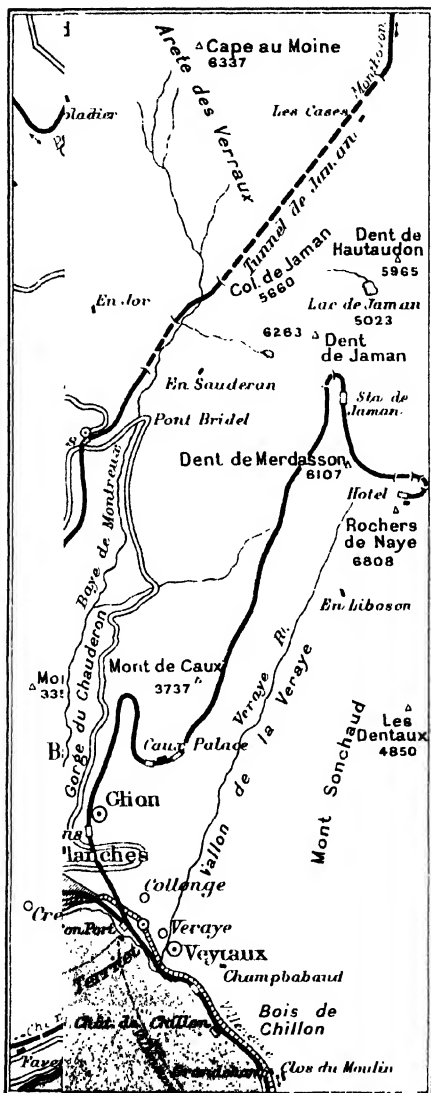 Cape au Moine
6337
Arete des Verraux
Montbovon
Les Cases
Tunnel de Jaman
Dent de
Hautaudon
5965
Col. de Jaman
5660
Lac de Jaman
5023
En Jor
6263
Dent
de Jaman
En Sauderan
Sta de
Jaman
Pont Bridel
Dent de Merdasson
6107
Hotel
Rochers
de Naye
6808
Baye de Montreux
En Liboson
Veraye R.
Mont de Caux
3737
Vallon de la Veraye
Gorge du Chauderon
Mont Sonchaud
Les
Dentaux
4850
Caux Palace
Glion
lanches
Collonge
Cre
Veraye
Territet
Veytaux
Champbabaud
Bois de
Chillon
Chât. de Chillon
Clos du Moulin